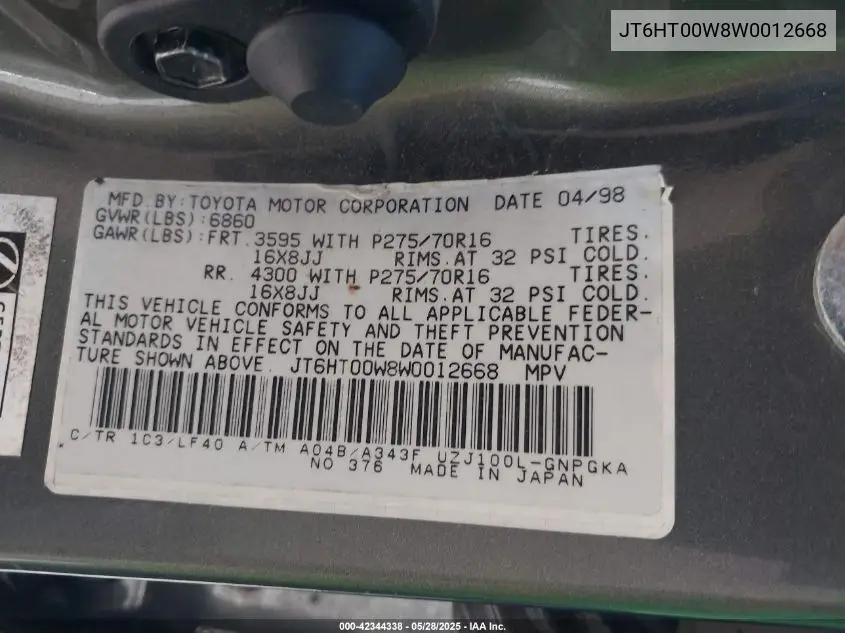 JT6HT00W8W0012668
MFD.BY:TOYOTA MOTOR CORPORATION DATE 04/98
GVWR(LBS):6860
GAWR(LBS):FRT.3595 WITH P275/70R16 TIRES.
16X8JJ RIMS.AT 32 PSI COLD.
RR. 4300 WITH P275/70R16 TIRES.
16X8JJ RIMS.AT 32 PSI COLD.
THIS VEHICLE CONFORMS TO ALL APPLICABLE FEDER-
AL MOTOR VEHICLE SAFETY AND THEFT PREVENTION
STANDARDS IN EFFECT ON THE DATE OF MANUFAC-
TURE SHOWN ABOVE. JT6HT00W8W0012668 MPV
C/TR 1C3/LF40 A/TM A04B/A343F UZJ100L-GNPGKA
NO 376 MADE IN JAPAN
000-42344338 - 05/28/2025 - IAA Inc.